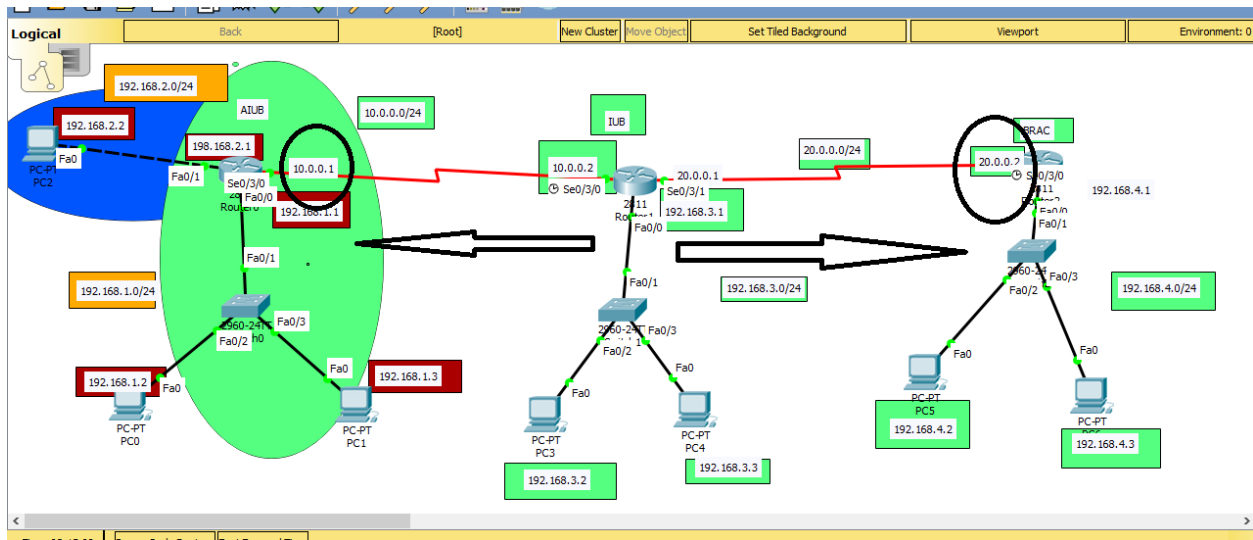 Logical
Back
[Root]
New Cluster
Move Object
Set Tiled Background
Viewport
Environment: 0
192.168.2.0/24
AIUB
10.0.0.0/24
IUB
BRAC
192.168.2.2
198.168.2.1
20.0.0.0/24
Fa0
PC-PT
PC2
Fa0/1
Se0/3/0
Fa0/0
10.0.0.1
192.168.1.1
10.0.0.2
Se0/3/0
2811
Router1
Fa0/0
20.0.0.1
Se0/3/1
192.168.3.1
20.0.0.2
Se0/3/0
2811
Fa0/0
192.168.4.1
Fa0/1
Fa0/1
Fa0/1
192.168.1.0/24
192.168.3.0/24
192.168.4.0/24
2960-24TT
Fa0/2
Fa0/3
2960-24TT
Fa0/2
Fa0/3
2960-24
Fa0/2
Fa0/3
192.168.1.2
Fa0
PC-PT
PC0
Fa0
192.168.1.3
PC-PT
PC1
Fa0
PC-PT
PC3
192.168.3.2
Fa0
PC-PT
PC4
192.168.3.3
Fa0
PC-PT
PC5
192.168.4.2
Fa0
PC-PT
192.168.4.3